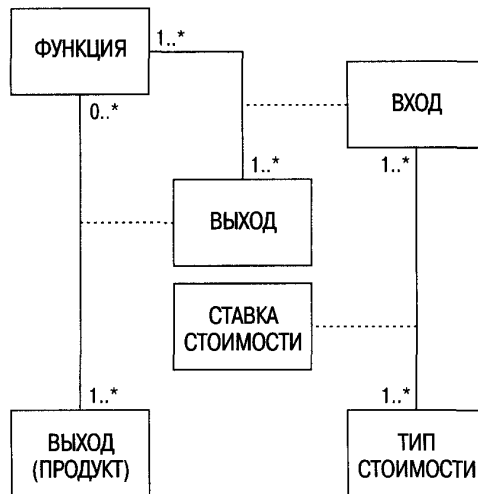 ФУНКЦИЯ
1..*
0..*
ВХОД
1..*
1..*
ВЫХОД
СТАВКА
СТОИМОСТИ
1..*
1..*
ВЫХОД
(ПРОДУКТ)
ТИП
СТОИМОСТИ